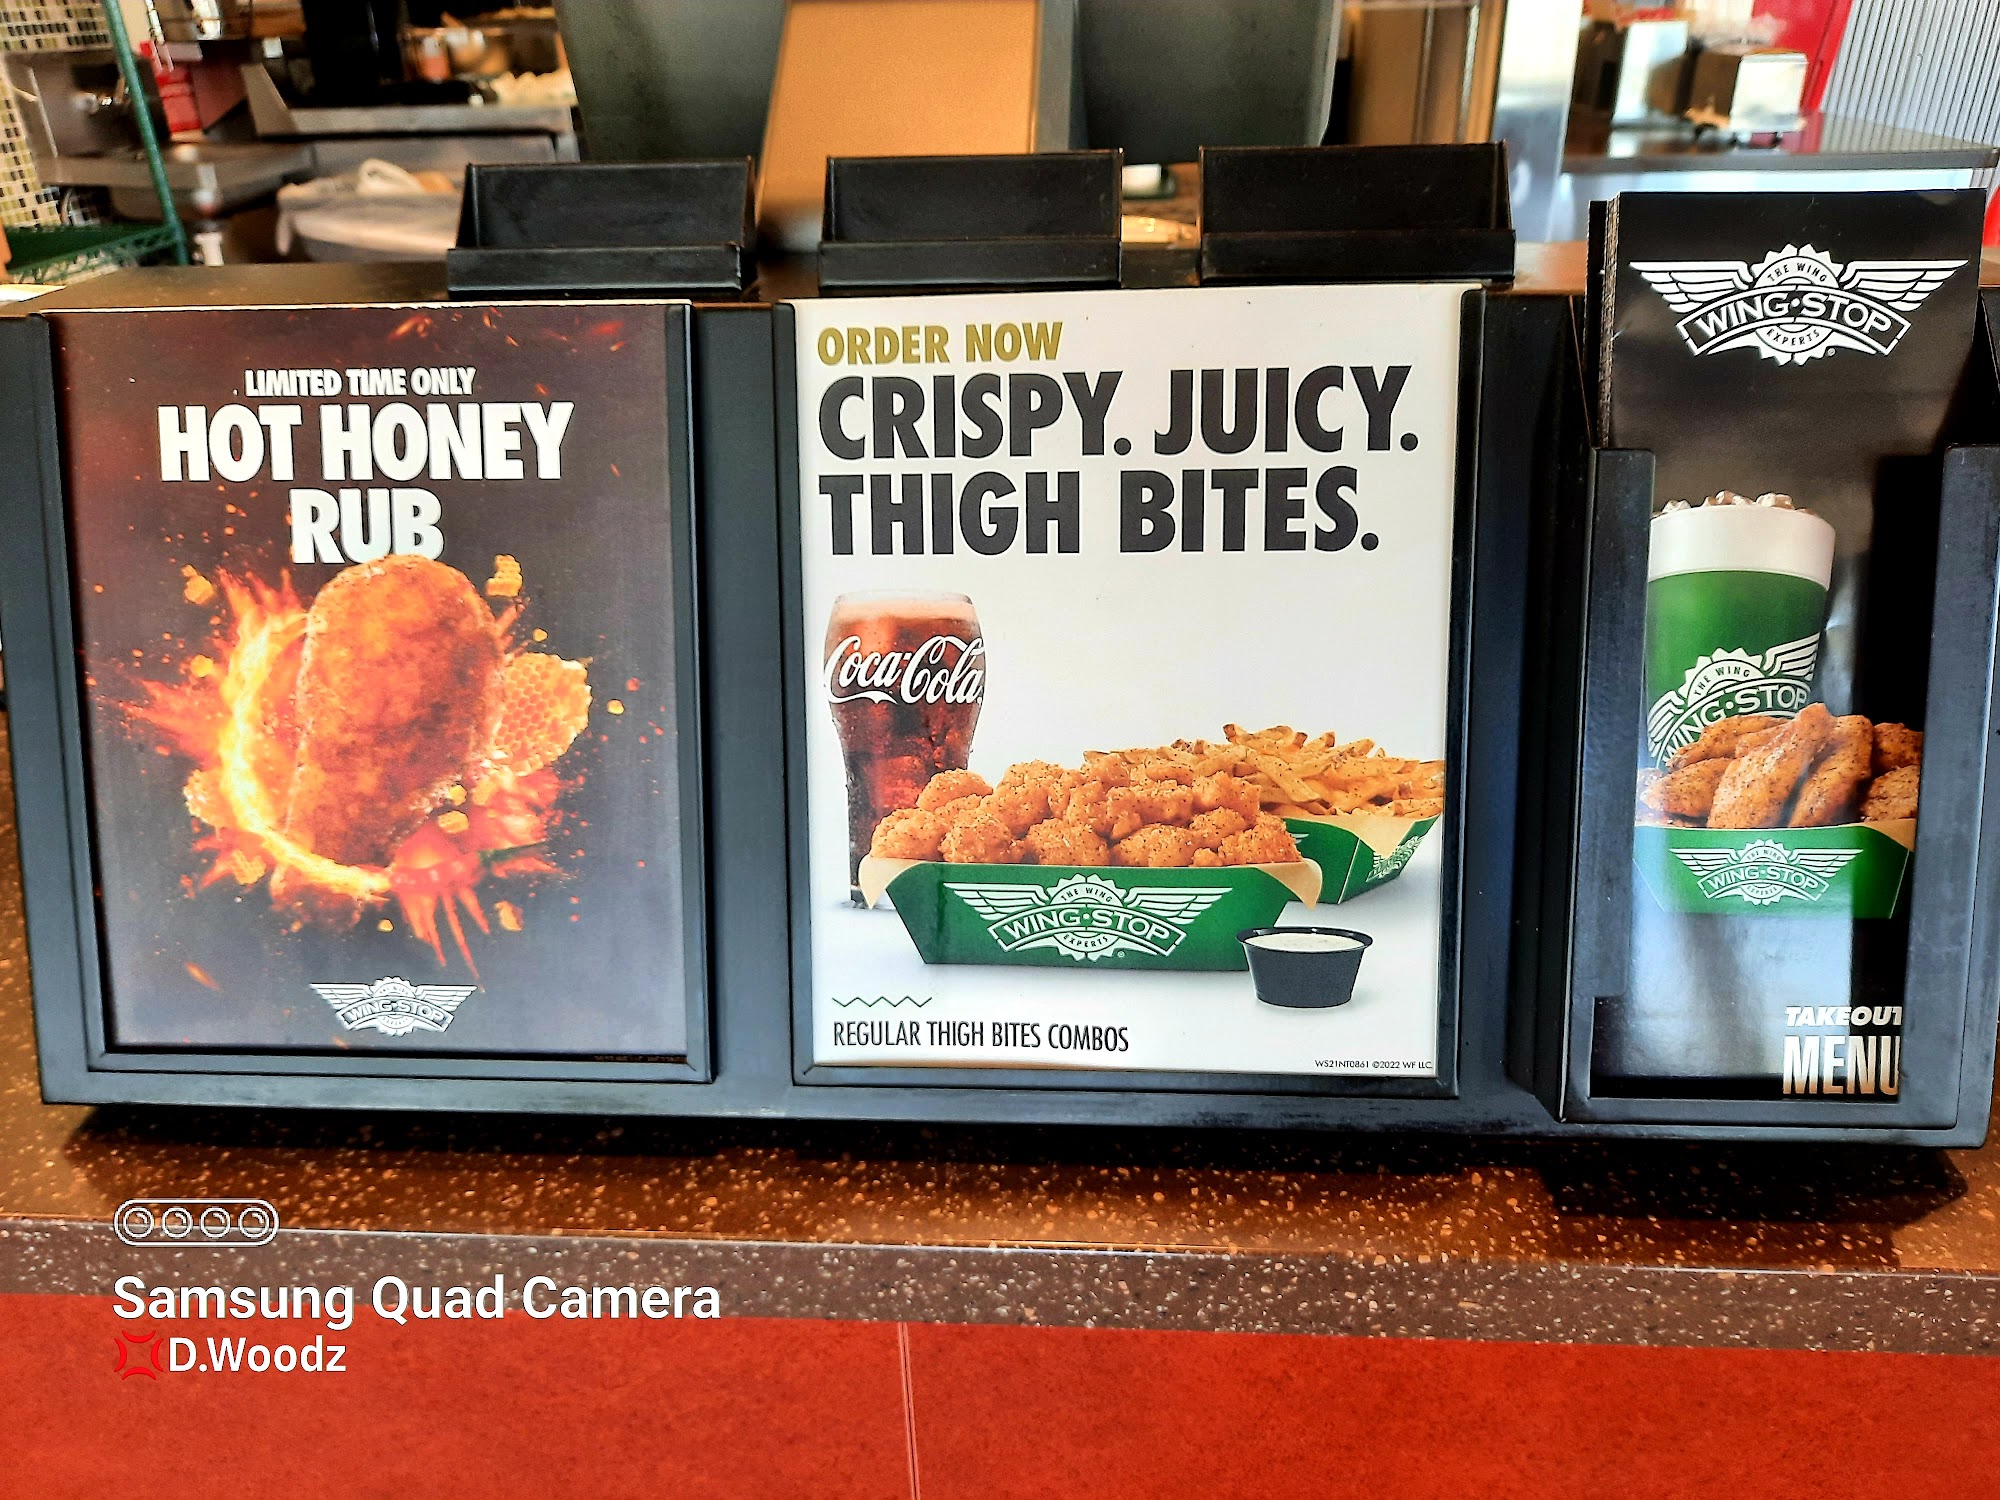 LIMITED TIME ONLY
HOT HONEY
RUB
WING·STOP
ORDER NOW
CRISPY. JUICY.
THIGH BITES.
Coca-Cola
THE WING
WING·STOP
EXPERTS
REGULAR THIGH BITES COMBOS
WS21NT0861 ©2022 WF LLC
THE WING
WING·STOP
EXPERTS
THE WING
WING·STOP
WING·STOP
TAKEOUT
MENU
Samsung Quad Camera
D.Woodz